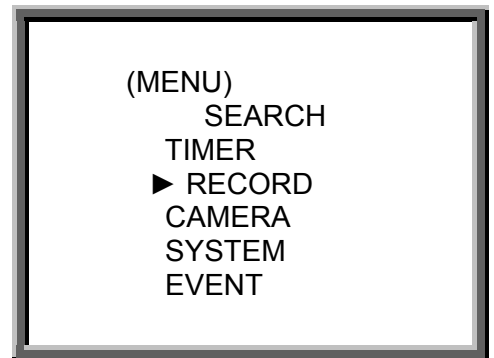 (MENU)
SEARCH
TIMER
► RECORD
CAMERA
SYSTEM
EVENT